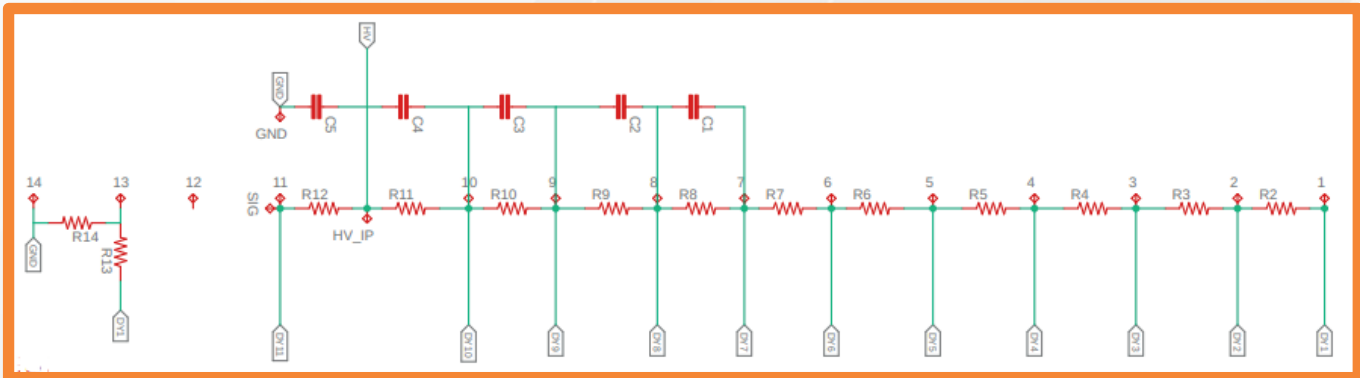 HV
GND
C5
C4
C3
C2
C1
GND
14
13
12
11
10
9
8
7
6
5
4
3
2
1
SIG
R12
R11
R10
R9
R8
R7
R6
R5
R4
R3
R2
HV_IP
R14
R13
GND
DY1
DY11
DY10
DY9
DY8
DY7
DY6
DY5
DY4
DY3
DY2
DY1